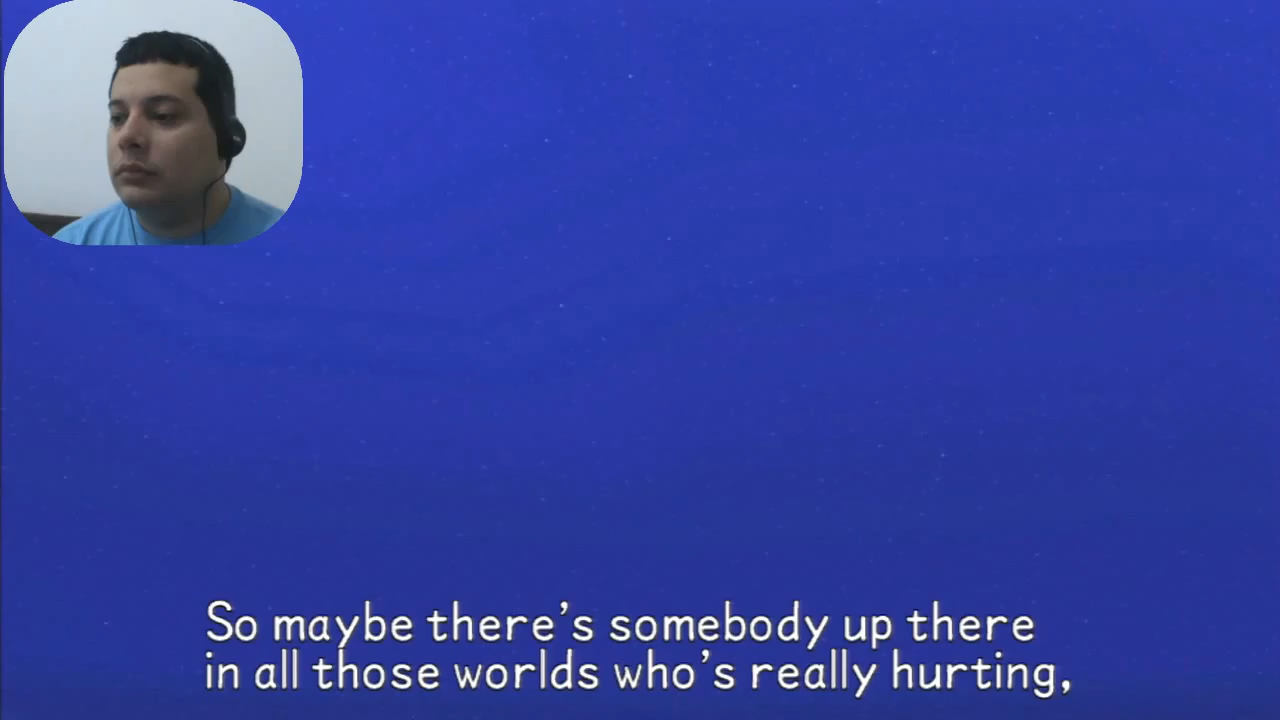 So maybe there's somebody up there
in all those worlds who's really hurting,